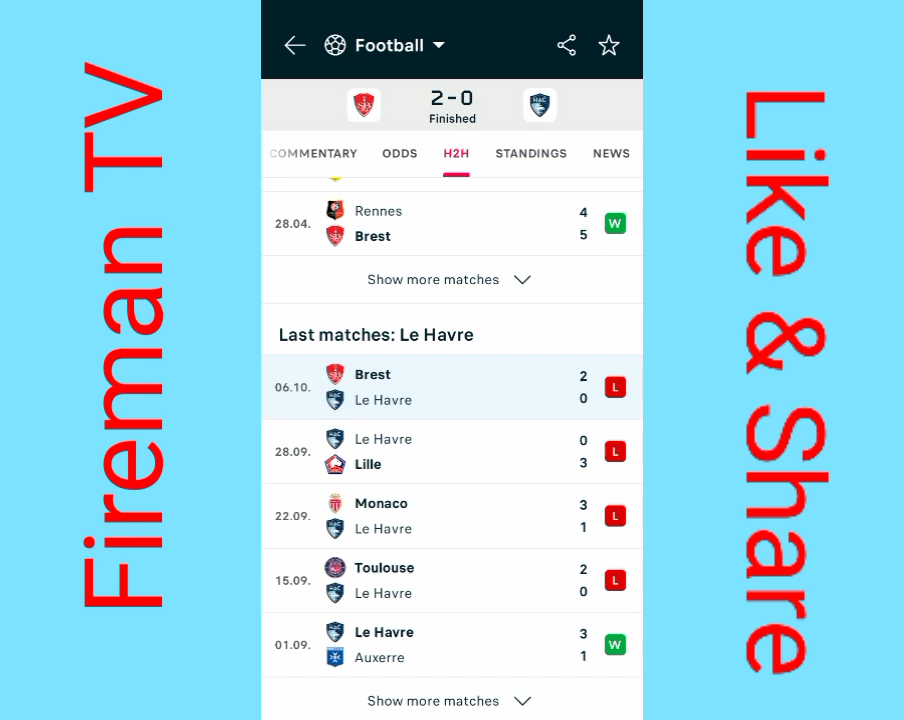 Fireman TV
Football
2-0
Finished
COMMENTARY ODDS H2H STANDINGS NEWS
28.04. Rennes 4 W
Brest 5
Show more matches
Last matches: Le Havre
06.10. Brest 2 L
Le Havre 0
28.09. Le Havre 0 L
Lille 3
22.09. Monaco 3 L
Le Havre 1
15.09. Toulouse 2 L
Le Havre 0
01.09. Le Havre 3 W
Auxerre 1
Show more matches
Like & Share